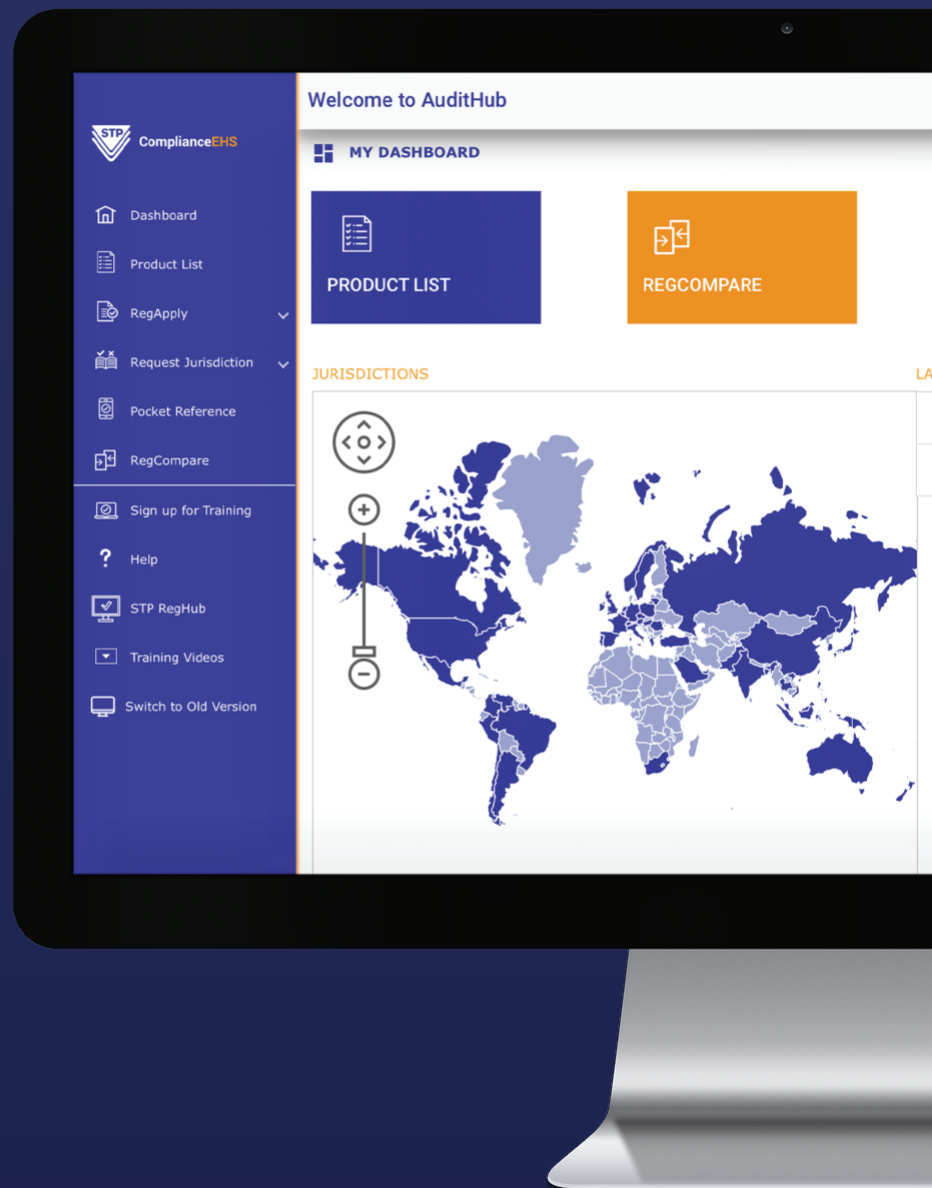 Welcome to AuditHub
STP
ComplianceEHS
MY DASHBOARD
Dashboard
Product List
RegApply
Request Jurisdiction
Pocket Reference
RegCompare
Sign up for Training
Help
STP RegHub
Training Videos
Switch to Old Version
PRODUCT LIST
REGCOMPARE
JURISDICTIONS
LA